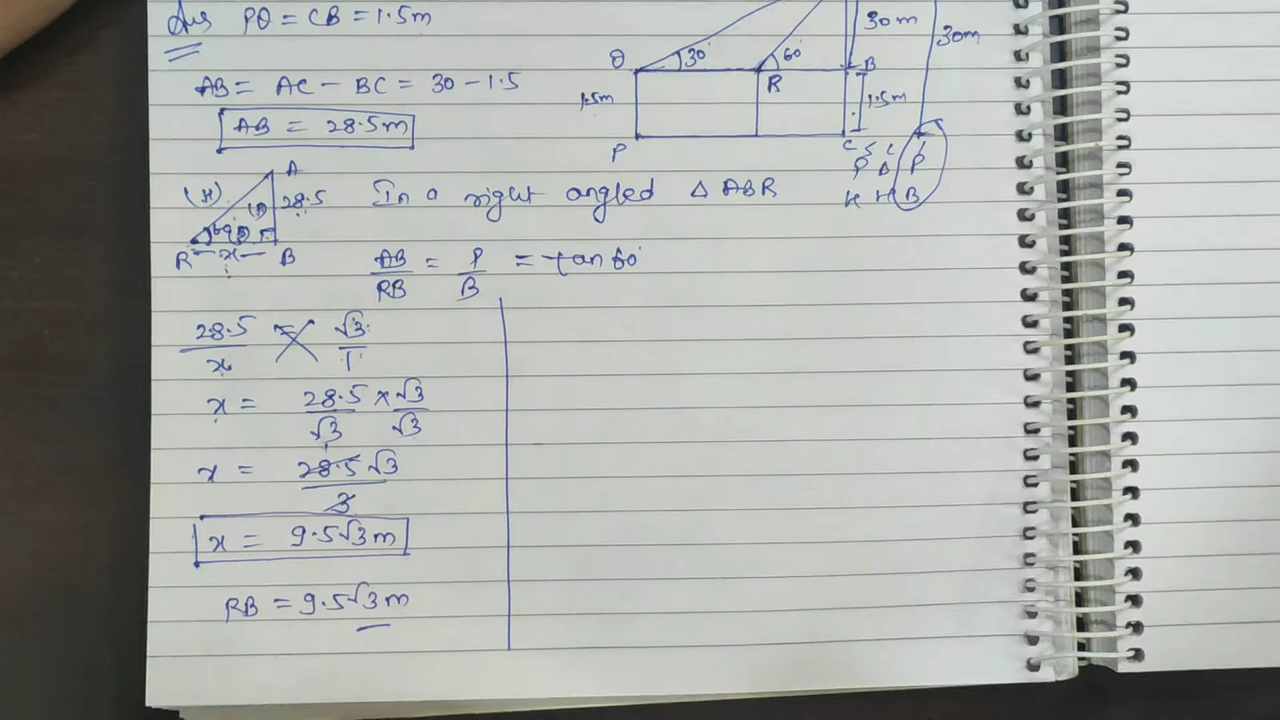 Ans PQ = CB = 1.5m
AB = AC - BC = 30 - 1.5
AB = 28.5m
30m
30m
Q 30° 60° B
R
1.5m
1.5m
P
C
P
B
H H B
A
(H)
28.5
R x B
In a right angled Δ ABR
AB/RB = P/B = tan 60°
28.5/x = √3/1
x = 28.5/√3 × √3/√3
x = 28.5√3/3
x = 9.5√3m
RB = 9.5√3m